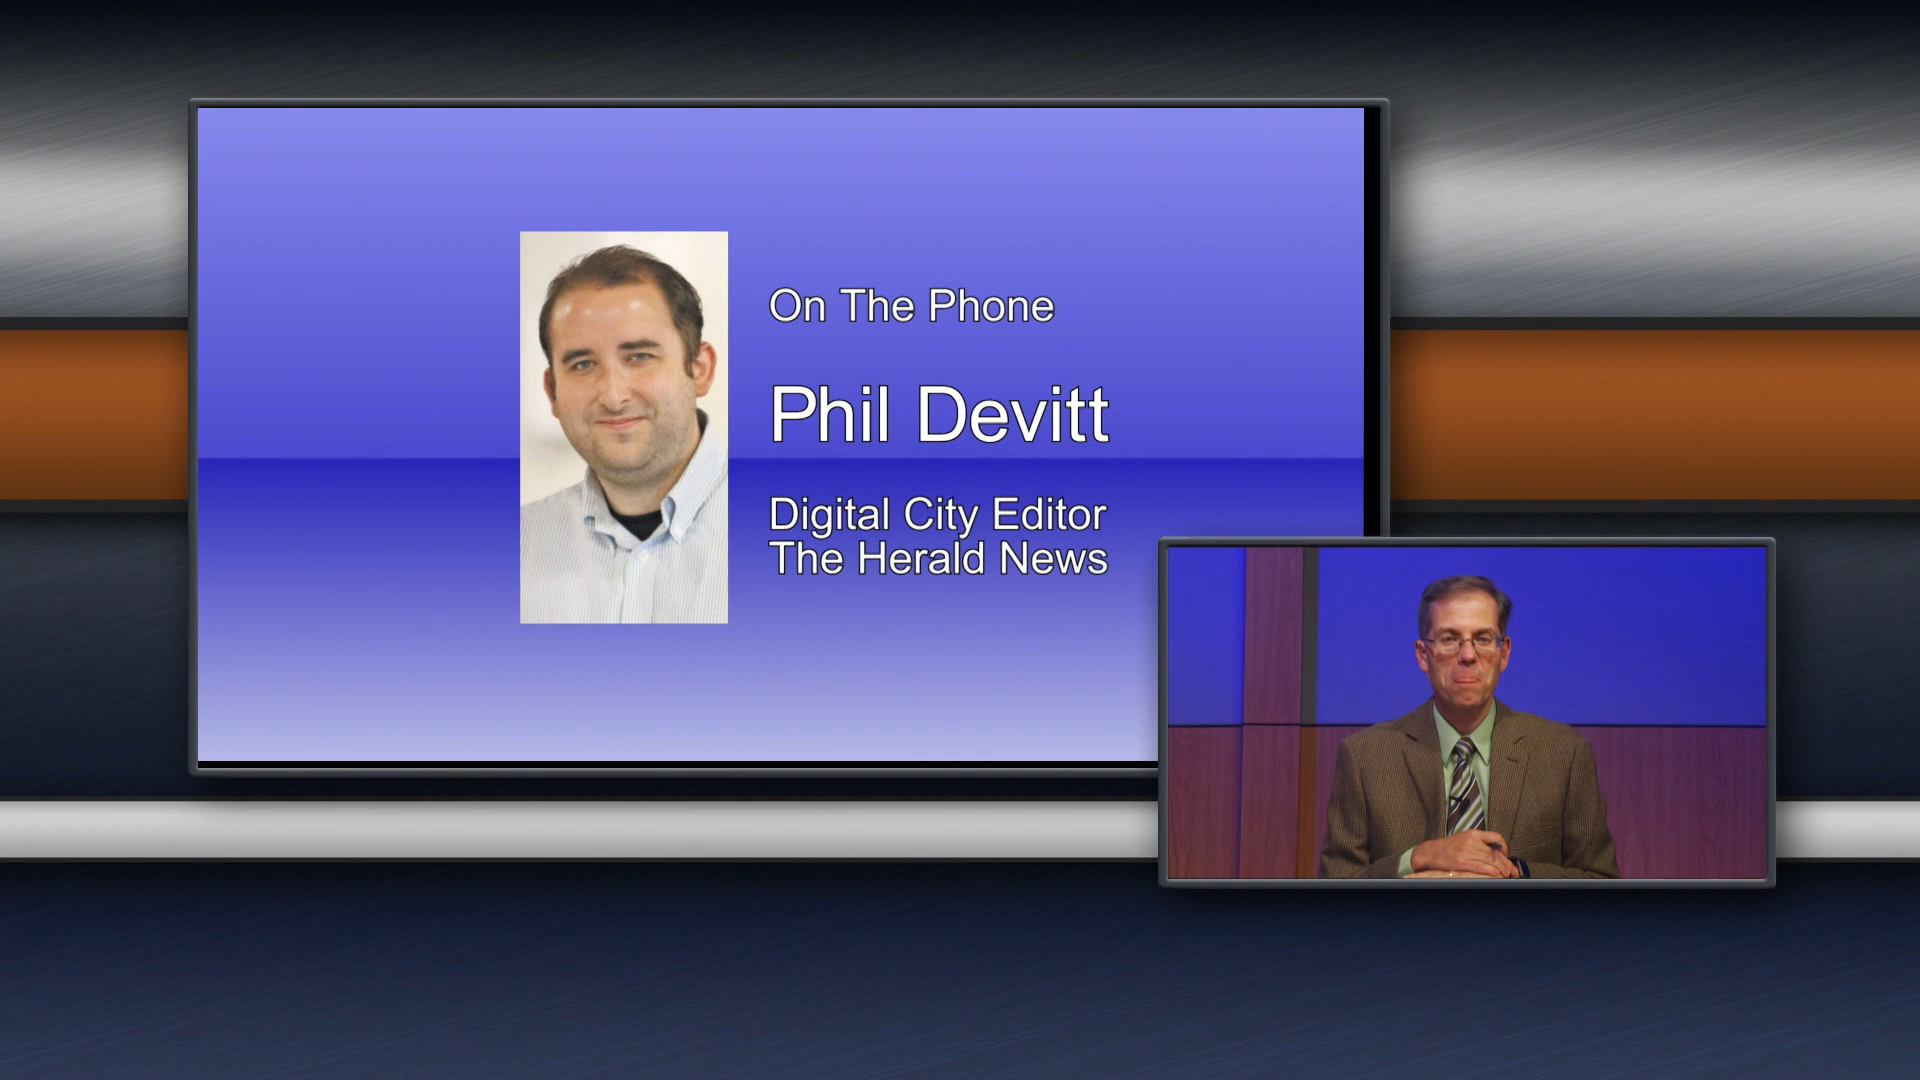 On The Phone
Phil Devitt
Digital City Editor
The Herald News